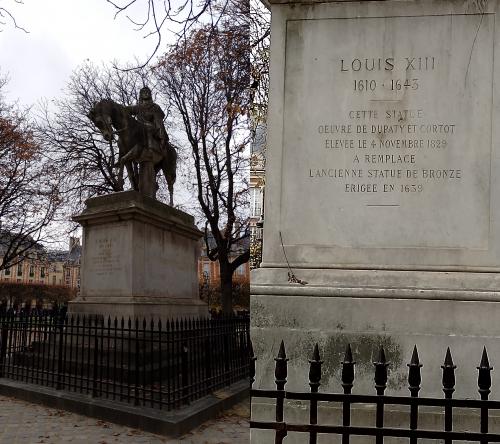 LOUIS XIII
1610 · 1643
CETTE STATUE
OEUVRE DE DUPATY ET CORTOT
ELEVEE LE 4 NOVEMBRE 1829
A REMPLACE
LANCIENNE STATUE DE BRONZE
ERIGEE EN 1639